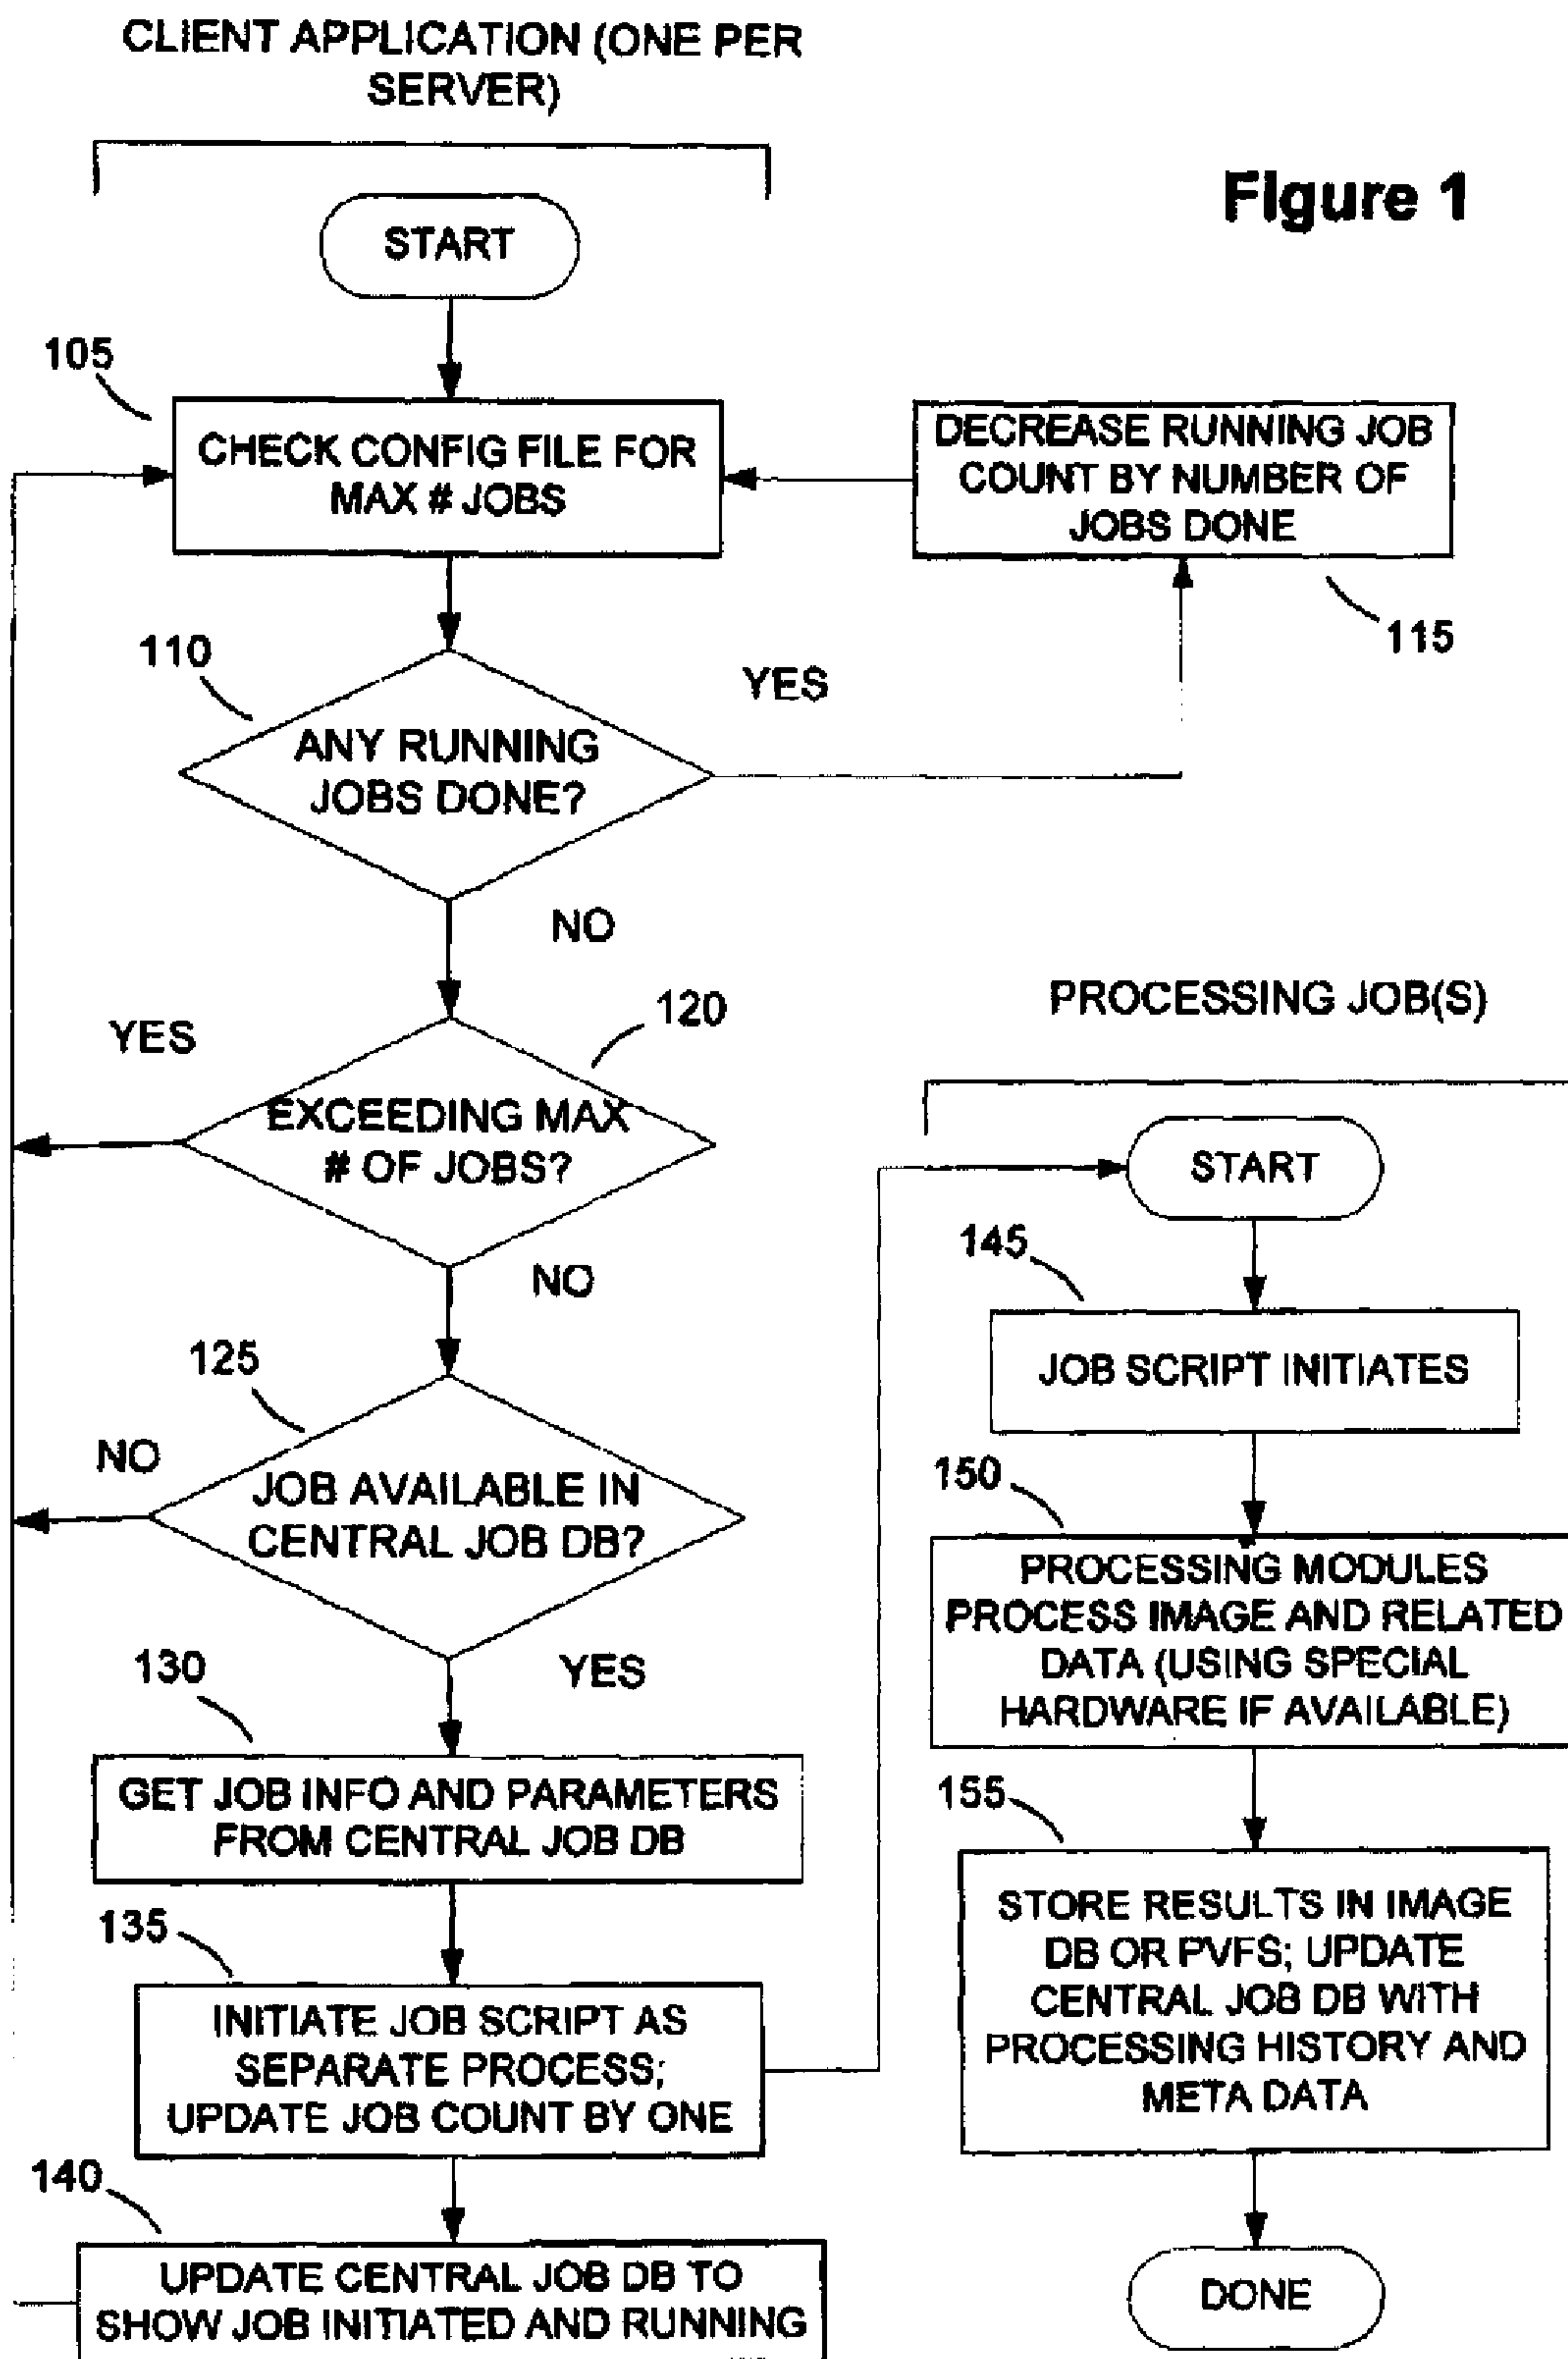 CLIENT APPLICATION (ONE PER
SERVER)
Figure 1
START
105
CHECK CONFIG FILE FOR
MAX # JOBS
DECREASE RUNNING JOB
COUNT BY NUMBER OF
JOBS DONE
115
110
YES
ANY RUNNING
JOBS DONE?
NO
120
YES
EXCEEDING MAX
# OF JOBS?
NO
125
NO
JOB AVAILABLE IN
CENTRAL JOB DB?
YES
130
GET JOB INFO AND PARAMETERS
FROM CENTRAL JOB DB
135
INITIATE JOB SCRIPT AS
SEPARATE PROCESS;
UPDATE JOB COUNT BY ONE
140
UPDATE CENTRAL JOB DB TO
SHOW JOB INITIATED AND RUNNING
PROCESSING JOB(S)
START
145
JOB SCRIPT INITIATES
150
PROCESSING MODULES
PROCESS IMAGE AND RELATED
DATA (USING SPECIAL
HARDWARE IF AVAILABLE)
155
STORE RESULTS IN IMAGE
DB OR PVFS; UPDATE
CENTRAL JOB DB WITH
PROCESSING HISTORY AND
META DATA
DONE